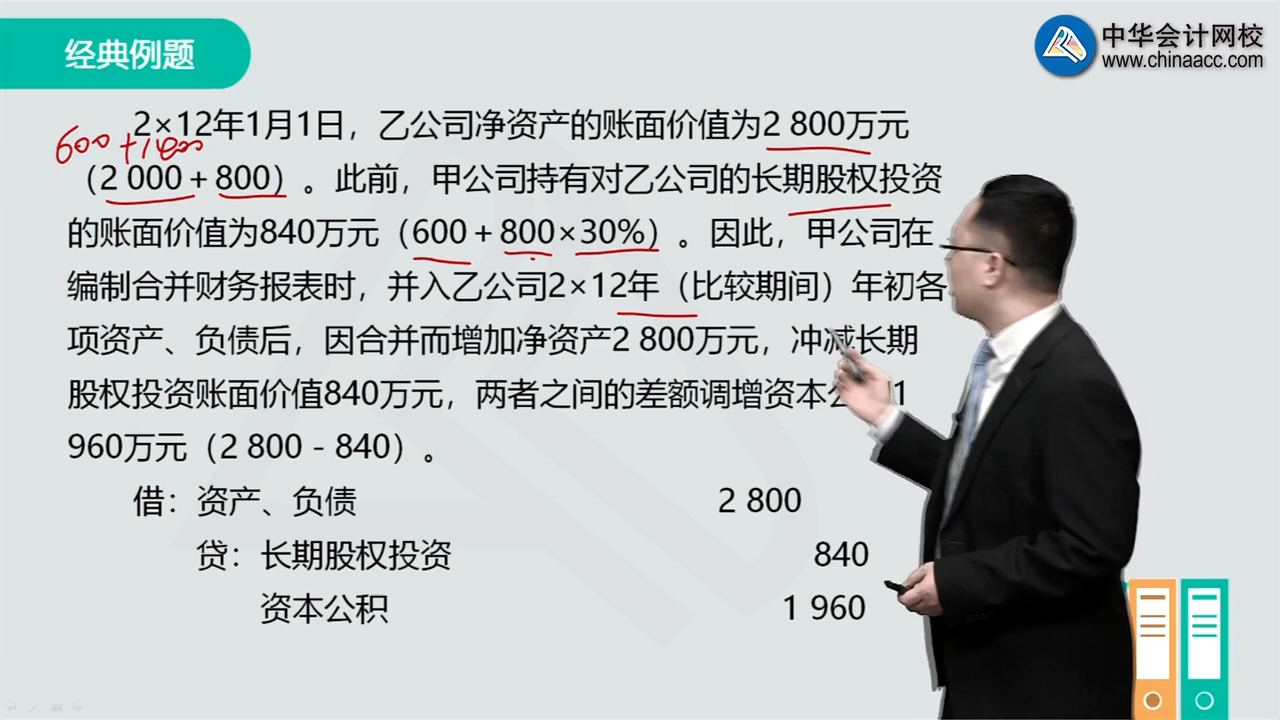 经典例题
中华会计网校
www.chinaacc.com
2×12年1月1日，乙公司净资产的账面价值为2 800万元
600+1400
（2 000+800）。此前，甲公司持有对乙公司的长期股权投资
的账面价值为840万元（600+800×30%）。因此，甲公司在
编制合并财务报表时，并入乙公司2×12年（比较期间）年初各
项资产、负债后，因合并而增加净资产2 800万元，冲减长期
股权投资账面价值840万元，两者之间的差额调增资本公 1
960万元（2 800-840）。
借：资产、负债 2 800
贷：长期股权投资 840
资本公积 1 960